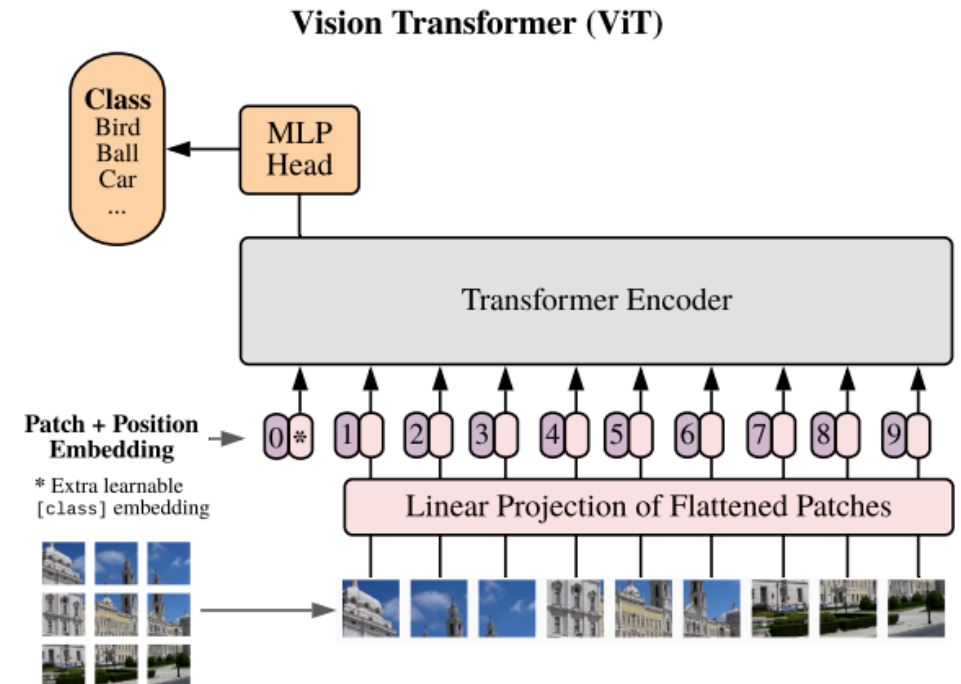 Vision Transformer (ViT)
Class
Bird
Ball
Car
...
MLP
Head
Transformer Encoder
Patch + Position
Embedding
0 * 1 2 3 4 5 6 7 8 9
* Extra learnable
[class] embedding
Linear Projection of Flattened Patches